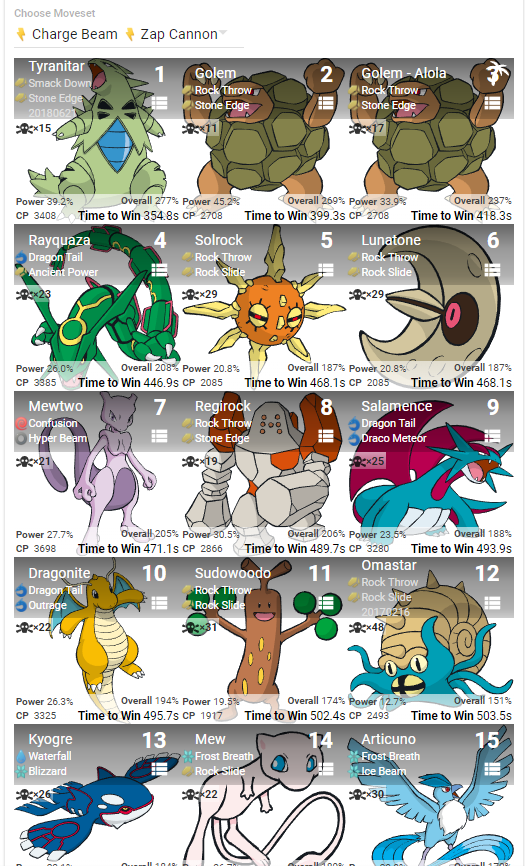 Choose Moveset
Charge Beam Zap Cannon
Tyranitar 1
Smack Down
Stone Edge
2018062
×15
Power 39.2% Overall 277%
CP 3408 Time to Win 354.8s
Golem 2
Rock Throw
Stone Edge
×11
Power 45.2% Overall 269%
CP 2708 Time to Win 399.3s
Golem - Alola 3
Rock Throw
Stone Edge
×17
Power 33.9% Overall 237%
CP 2708 Time to Win 418.3s
Rayquaza 4
Dragon Tail
Ancient Power
×23
Power 26.0% Overall 208%
CP 3385 Time to Win 446.9s
Solrock 5
Rock Throw
Rock Slide
×29
Power 20.8% Overall 187%
CP 2085 Time to Win 468.1s
Lunatone 6
Rock Throw
Rock Slide
×29
Power 20.8% Overall 187%
CP 2085 Time to Win 468.1s
Mewtwo 7
Confusion
Hyper Beam
×21
Power 27.7% Overall 205%
CP 3698 Time to Win 471.1s
Regirock 8
Rock Throw
Stone Edge
×19
Power 30.5% Overall 206%
CP 2866 Time to Win 489.7s
Salamence 9
Dragon Tail
Draco Meteor
×25
Power 23.5% Overall 188%
CP 3280 Time to Win 493.9s
Dragonite 10
Dragon Tail
Outrage
×22
Power 26.3% Overall 194%
CP 3325 Time to Win 495.7s
Sudowoodo 11
Rock Throw
Rock Slide
×31
Power 19.5% Overall 174%
CP 1917 Time to Win 502.4s
Omastar 12
Rock Throw
Rock Slide
20170216
×48
Power 12.7% Overall 151%
CP 2493 Time to Win 503.5s
Kyogre 13
Waterfall
Blizzard
×26
Mew 14
Frost Breath
Rock Slide
×22
Articuno 15
Frost Breath
Ice Beam
×30